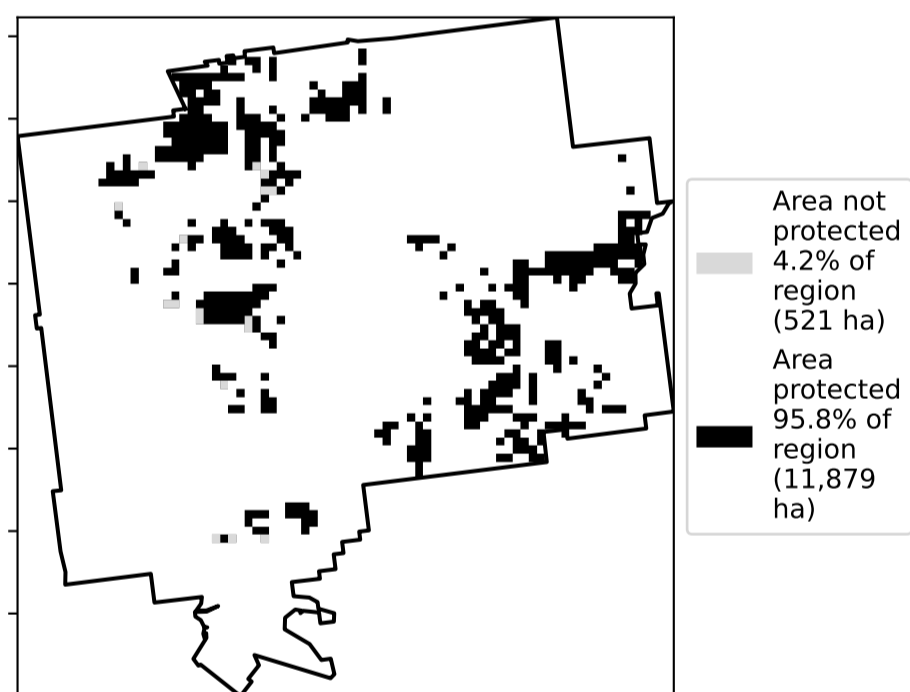 Area not
protected
4.2% of
region
(521 ha)
Area
protected
95.8% of
region
(11,879
ha)